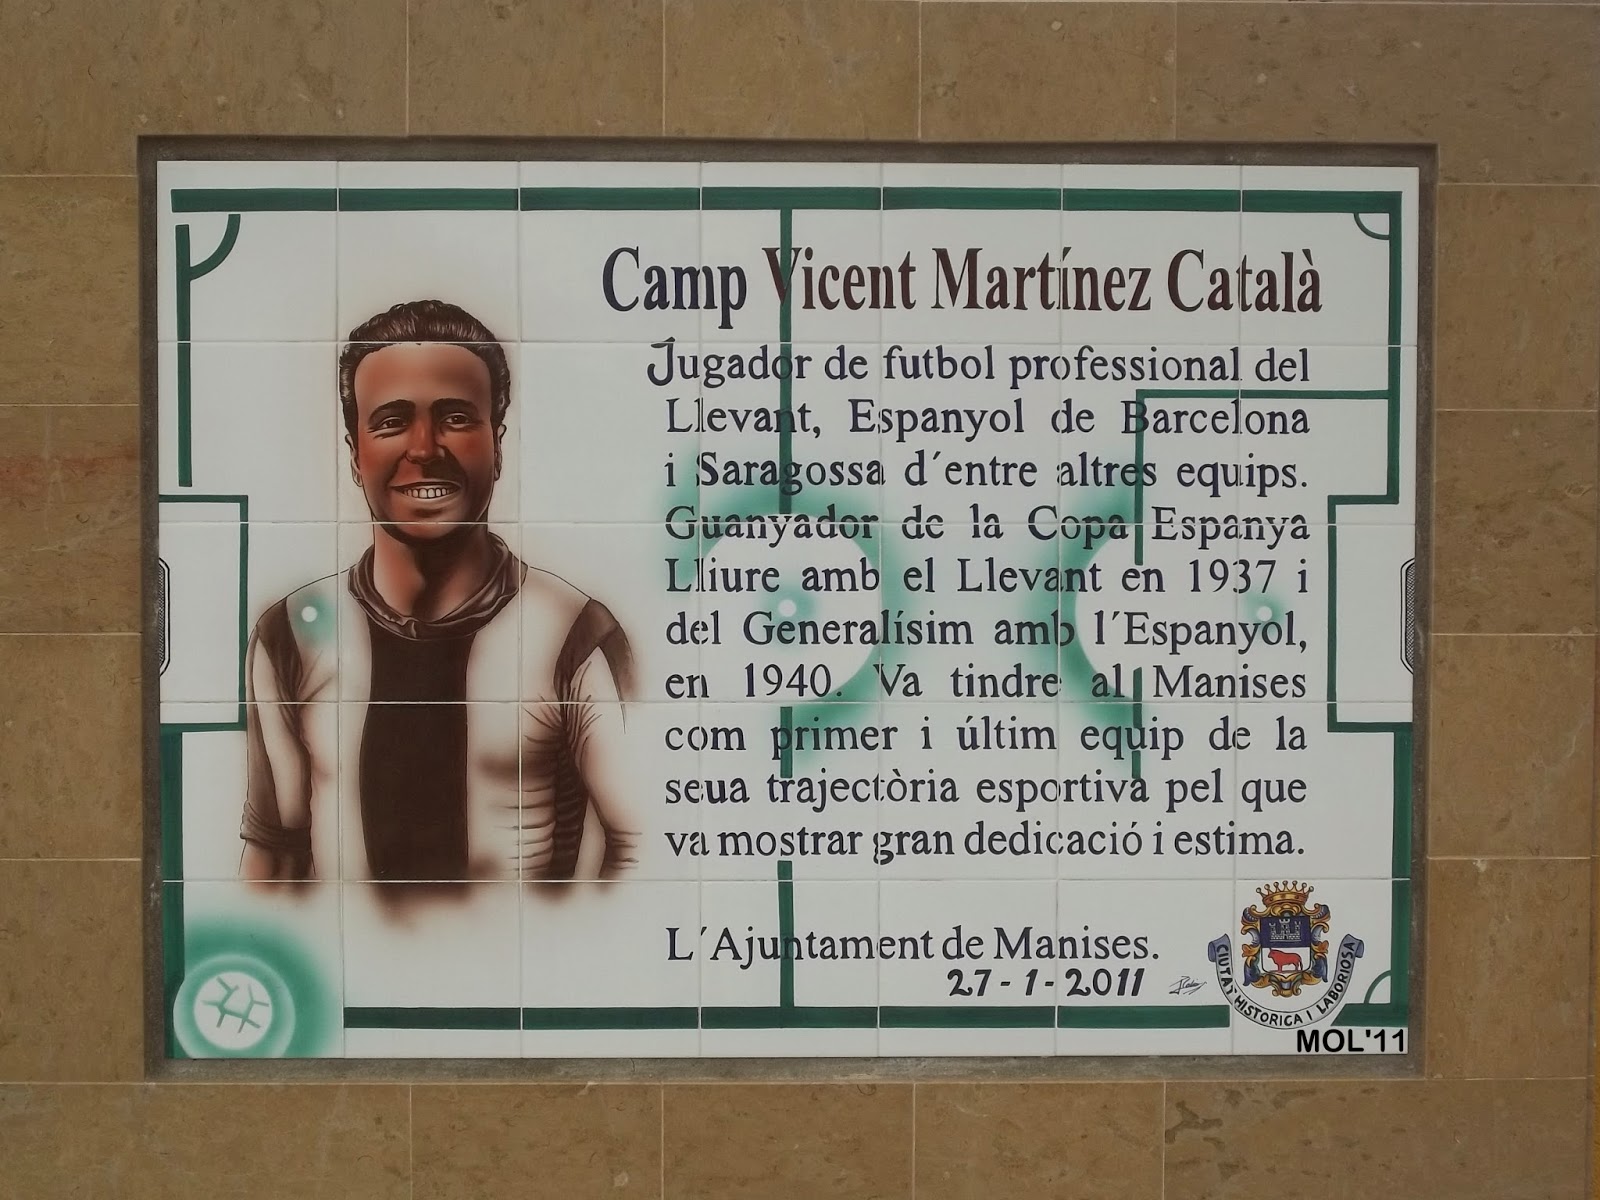 Camp Vicent Martínez Català
Jugador de futbol professional del
Llevant, Espanyol de Barcelona
i Saragossa d´entre altres equips.
Guanyador de la Copa Espanya
Lliure amb el Llevant en 1937 i
del Generalísim amb l´Espanyol,
en 1940. Va tindre al Manises
com primer i últim equip de la
seua trajectòria esportiva pel que
va mostrar gran dedicació i estima.
L´Ajuntament de Manises.
27-1-2011
CIUTAT HISTORICA I LABORIOSA
MOL'11